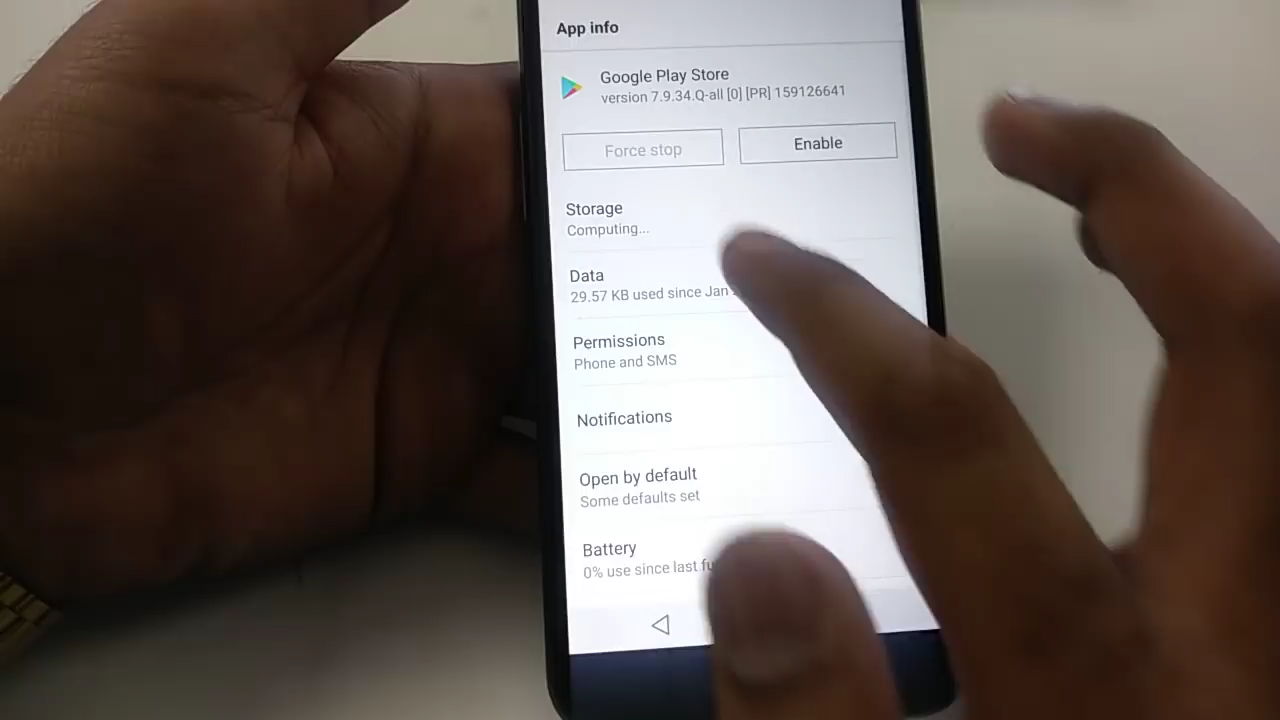 App info
Google Play Store
version 7.9.34.Q-all [0] [PR] 159126641
Force stop
Enable
Storage
Computing...
Data
29.57 KB used since Jan
Permissions
Phone and SMS
Notifications
Open by default
Some defaults set
Battery
0% use since last